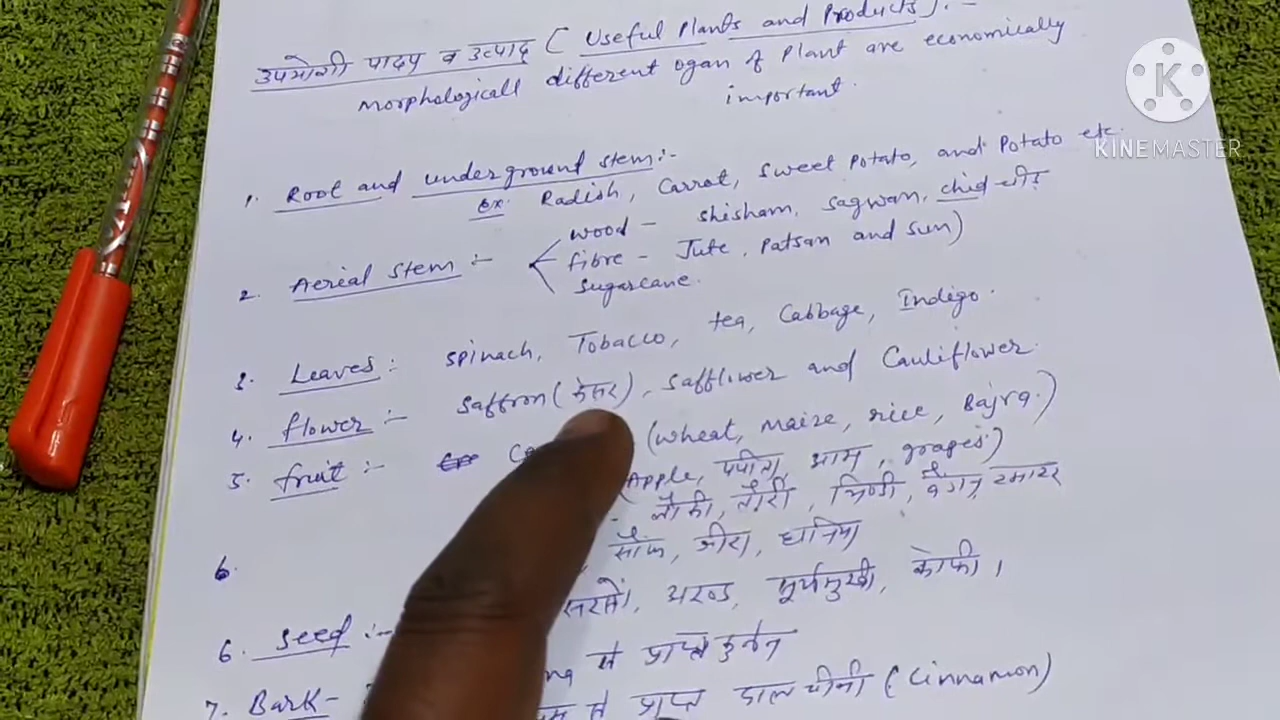 उपयोगी पादप व उत्पाद ( Useful Plants and Products ) : -
morphologicall different ogan of Plant are economically
important.
1. Root and underground stem:-
ex. Radish, Carrot, sweet potato, and Potato etc.
2. Aerial stem :-
wood - shisham, sagwan, chid
fibre - Jute, Patsan and sun)
sugarcane.
3. Leaves :- spinach, Tobacco, tea, Cabbage, Indigo.
4. flower :- saffron (केसर), safflower and Cauliflower.
5. fruit :- (wheat, maize, rice, Bajra.)
(Apple, पपीता, आम, grapes.)
- लौकी, तौरी, भिण्डी, बैंगन, टमाटर
सौंफ, जीरा, धनिया
6.
6. seed :- सरसों, अरण्ड, सूर्यमुखी, कोफी ।
से प्राप्त कुनैन
7. Bark - से प्राप्त दालचीनी (Cinnamon)
KINEMASTER